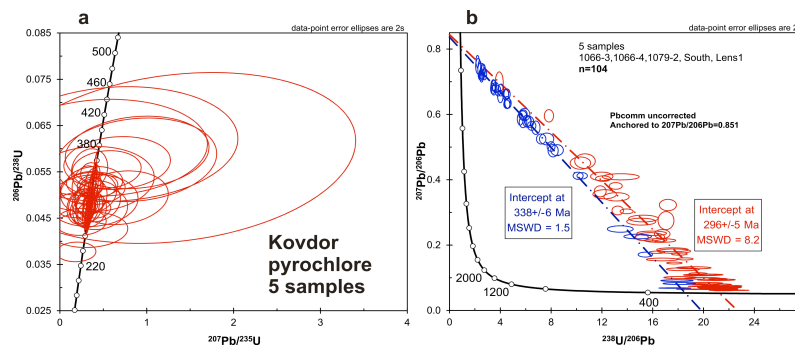 a
data-point error ellipses are 2s
0.085
0.075
0.065
0.055
0.045
0.035
0.025
206Pb/238U
500
460
420
380
220
Kovdor
pyrochlore
5 samples
0
1
2
3
4
207Pb/235U
b
data-point error ellipses are 2
5 samples
1066-3,1066-4,1079-2, South, Lens1
n=104
Pbcomm uncorrected
Anchored to 207Pb/206Pb=0.851
0.8
0.6
0.4
0.2
0.0
207Pb/206Pb
Intercept at
338+/-6 Ma
MSWD = 1.5
Intercept at
296+/-5 Ma
MSWD = 8.2
2000
1200
400
0
4
8
12
16
20
24
238U/206Pb